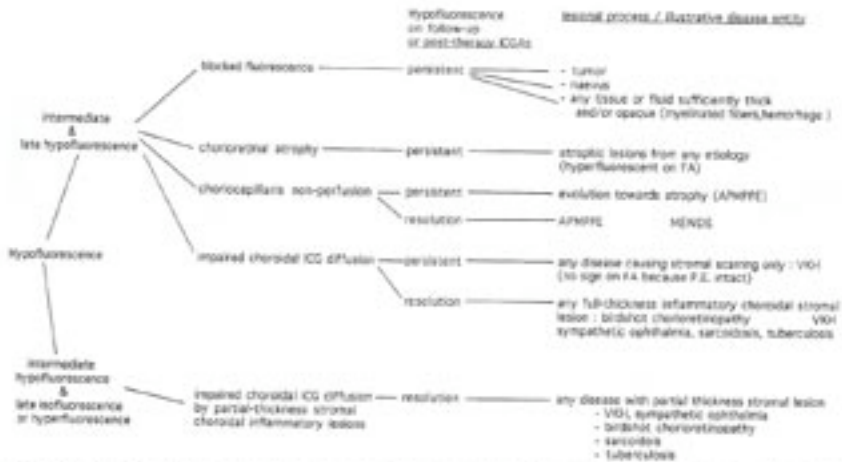 Hypofluorescence
on follow-up
or post-therapy ICGAs
lesional process / illustrative disease entity
blocked fluorescence
persistent
- tumor
- naevus
- any tissue or fluid sufficiently thick
and/or opaque (myelinated fibers,hemorrhage )
intermediate
&
late hypofluorescence
chorioretinal atrophy
persistent
atrophic lesions from any etiology
(hyperfluorescent on FA)
choriocapillaris non-perfusion
persistent
evolution towards atrophy (APMPPE)
resolution
APMPPE MEWDS
Hypofluorescence
impaired choroidal ICG diffusion
persistent
any disease causing stromal scarring only : VKH
(no sign on FA because P.E. intact)
resolution
any full-thickness inflammatory choroidal stromal
lesion : birdshot chorioretinopathy VKH
sympathetic ophthalmia, sarcoidosis, tuberculosis
intermediate
hypofluorescence
&
late isofluorescence
or hyperfluorescence
impaired choroidal ICG diffusion
by partial-thickness stromal
choroidal inflammatory lesions
resolution
any disease with partial thickness stromal lesion
- VKH, sympathetic ophthalmia
- birdshot chorioretinopathy
- sarcoidosis
- tuberculosis